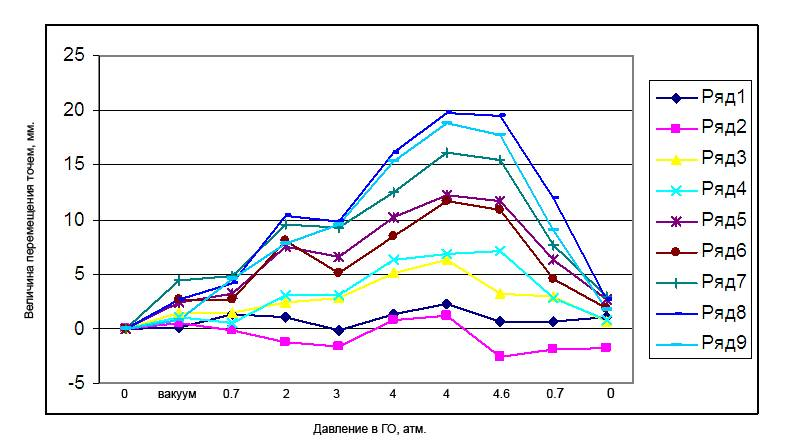 25
20
15
10
5
0
-5
Величина перемещения точем, мм.
0 вакуум 0.7 2 3 4 4 4.6 0.7 0
Давление в ГО, атм.
Ряд1
Ряд2
Ряд3
Ряд4
Ряд5
Ряд6
Ряд7
Ряд8
Ряд9